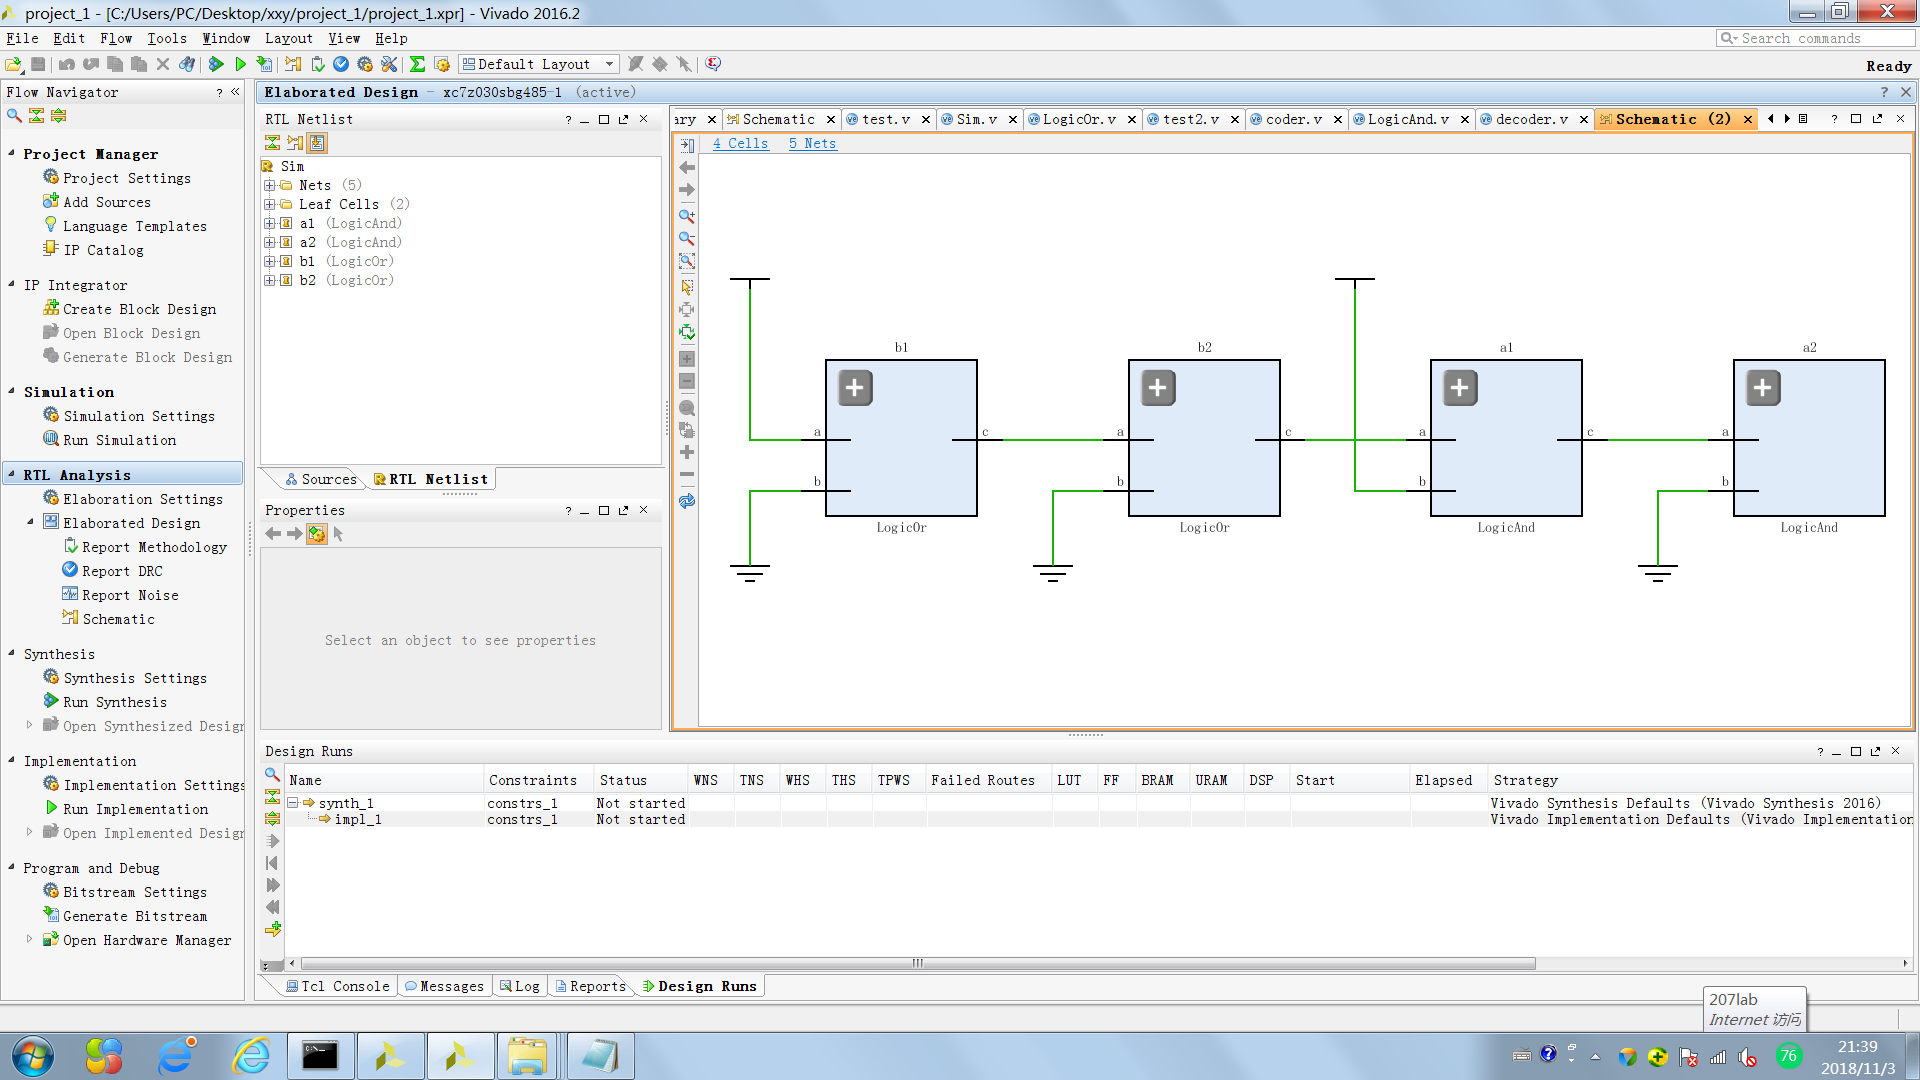 project_1 - [C:/Users/PC/Desktop/xxy/project_1/project_1.xpr] - Vivado 2016.2
File Edit Flow Tools Window Layout View Help
Search commands
Default Layout
Ready
Flow Navigator
Project Manager
Project Settings
Add Sources
Language Templates
IP Catalog
IP Integrator
Create Block Design
Open Block Design
Generate Block Design
Simulation
Simulation Settings
Run Simulation
RTL Analysis
Elaboration Settings
Elaborated Design
Report Methodology
Report DRC
Report Noise
Schematic
Synthesis
Synthesis Settings
Run Synthesis
Open Synthesized Design
Implementation
Implementation Settings
Run Implementation
Open Implemented Design
Program and Debug
Bitstream Settings
Generate Bitstream
Open Hardware Manager
Elaborated Design - xc7z030sbg485-1 (active)
RTL Netlist
Sim
Nets (5)
Leaf Cells (2)
a1 (LogicAnd)
a2 (LogicAnd)
b1 (LogicOr)
b2 (LogicOr)
Sources RTL Netlist
Properties
Select an object to see properties
ary Schematic test.v Sim.v LogicOr.v test2.v coder.v LogicAnd.v decoder.v Schematic (2)
4 Cells 5 Nets
b1 b2 a1 a2
a c a c a c a
b b b b
LogicOr LogicOr LogicAnd LogicAnd
Design Runs
Name Constraints Status WNS TNS WHS THS TPWS Failed Routes LUT FF BRAM URAM DSP Start Elapsed Strategy
synth_1 constrs_1 Not started Vivado Synthesis Defaults (Vivado Synthesis 2016)
impl_1 constrs_1 Not started Vivado Implementation Defaults (Vivado Implementation
Tcl Console Messages Log Reports Design Runs
207lab
Internet 访问
76
21:39
2018/11/3